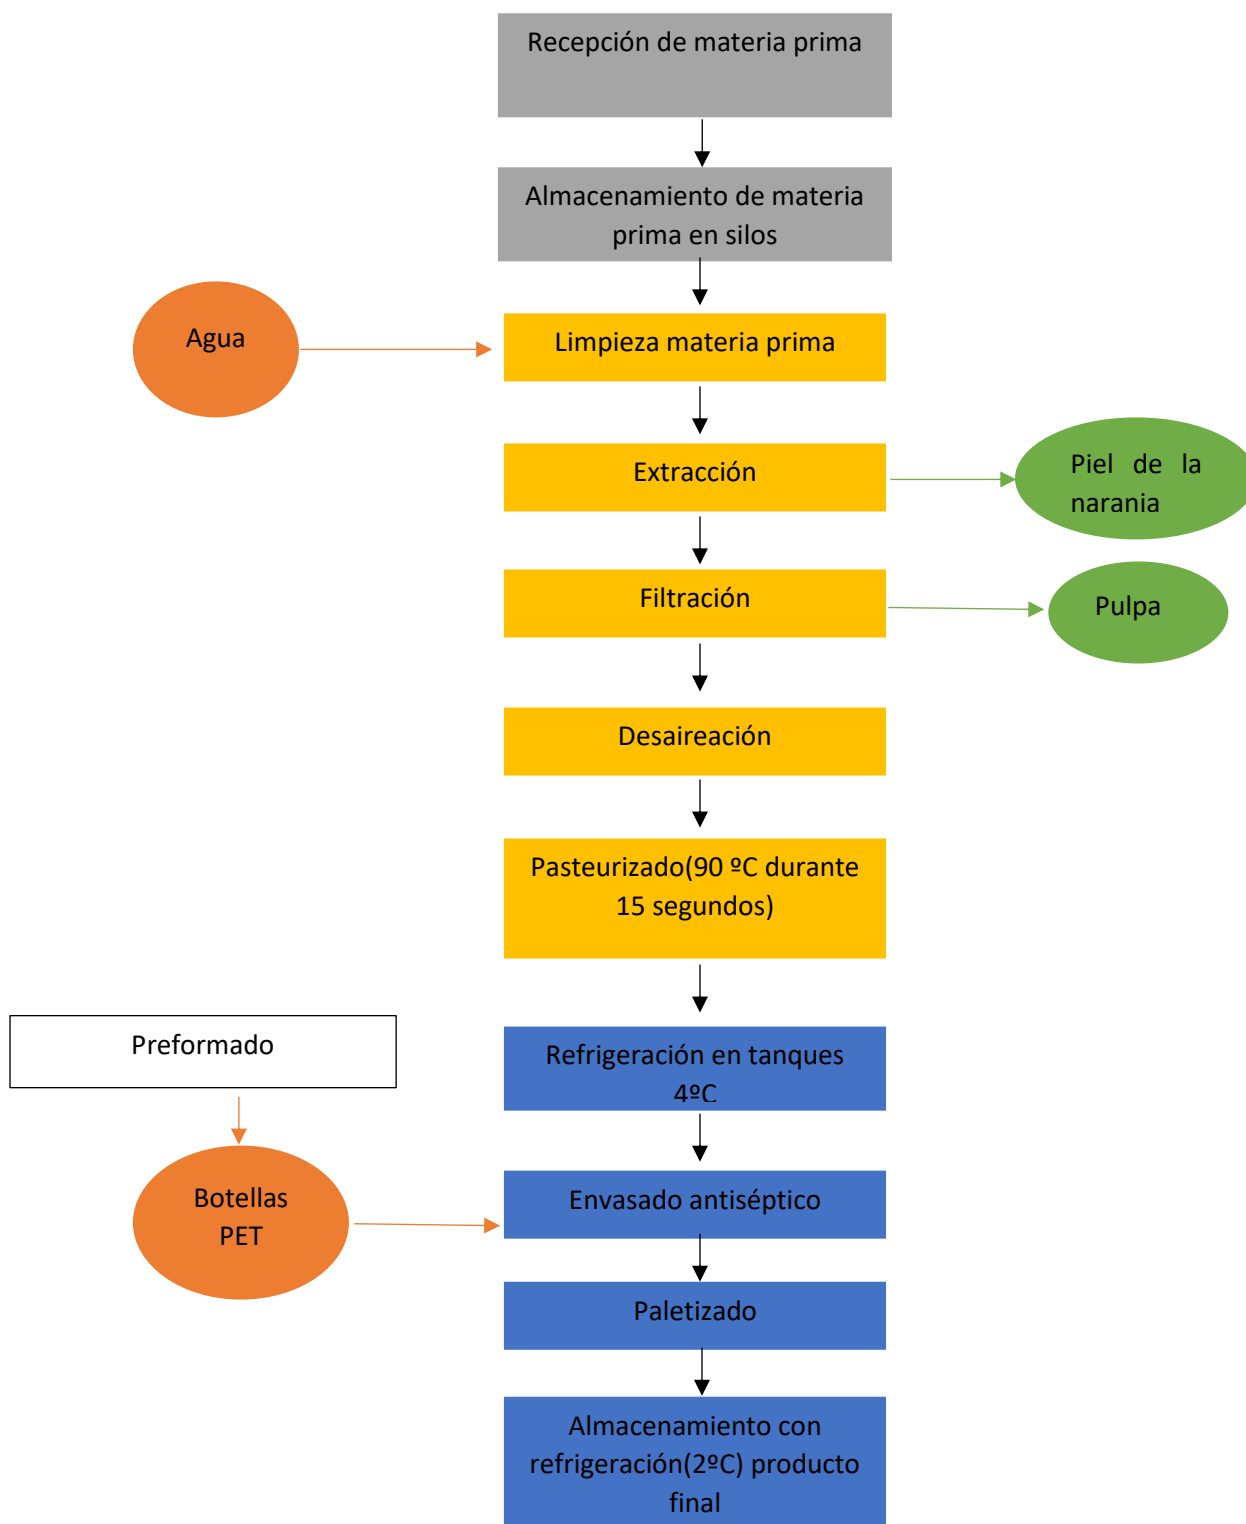 Recepción de materia prima
Almacenamiento de materia
prima en silos
Agua
Limpieza materia prima
Extracción
Piel de la
narania
Filtración
Pulpa
Desaireación
Pasteurizado(90 ºC durante
15 segundos)
Preformado
Refrigeración en tanques
4ºC
Botellas
PET
Envasado antiséptico
Paletizado
Almacenamiento con
refrigeración(2ºC) producto
final